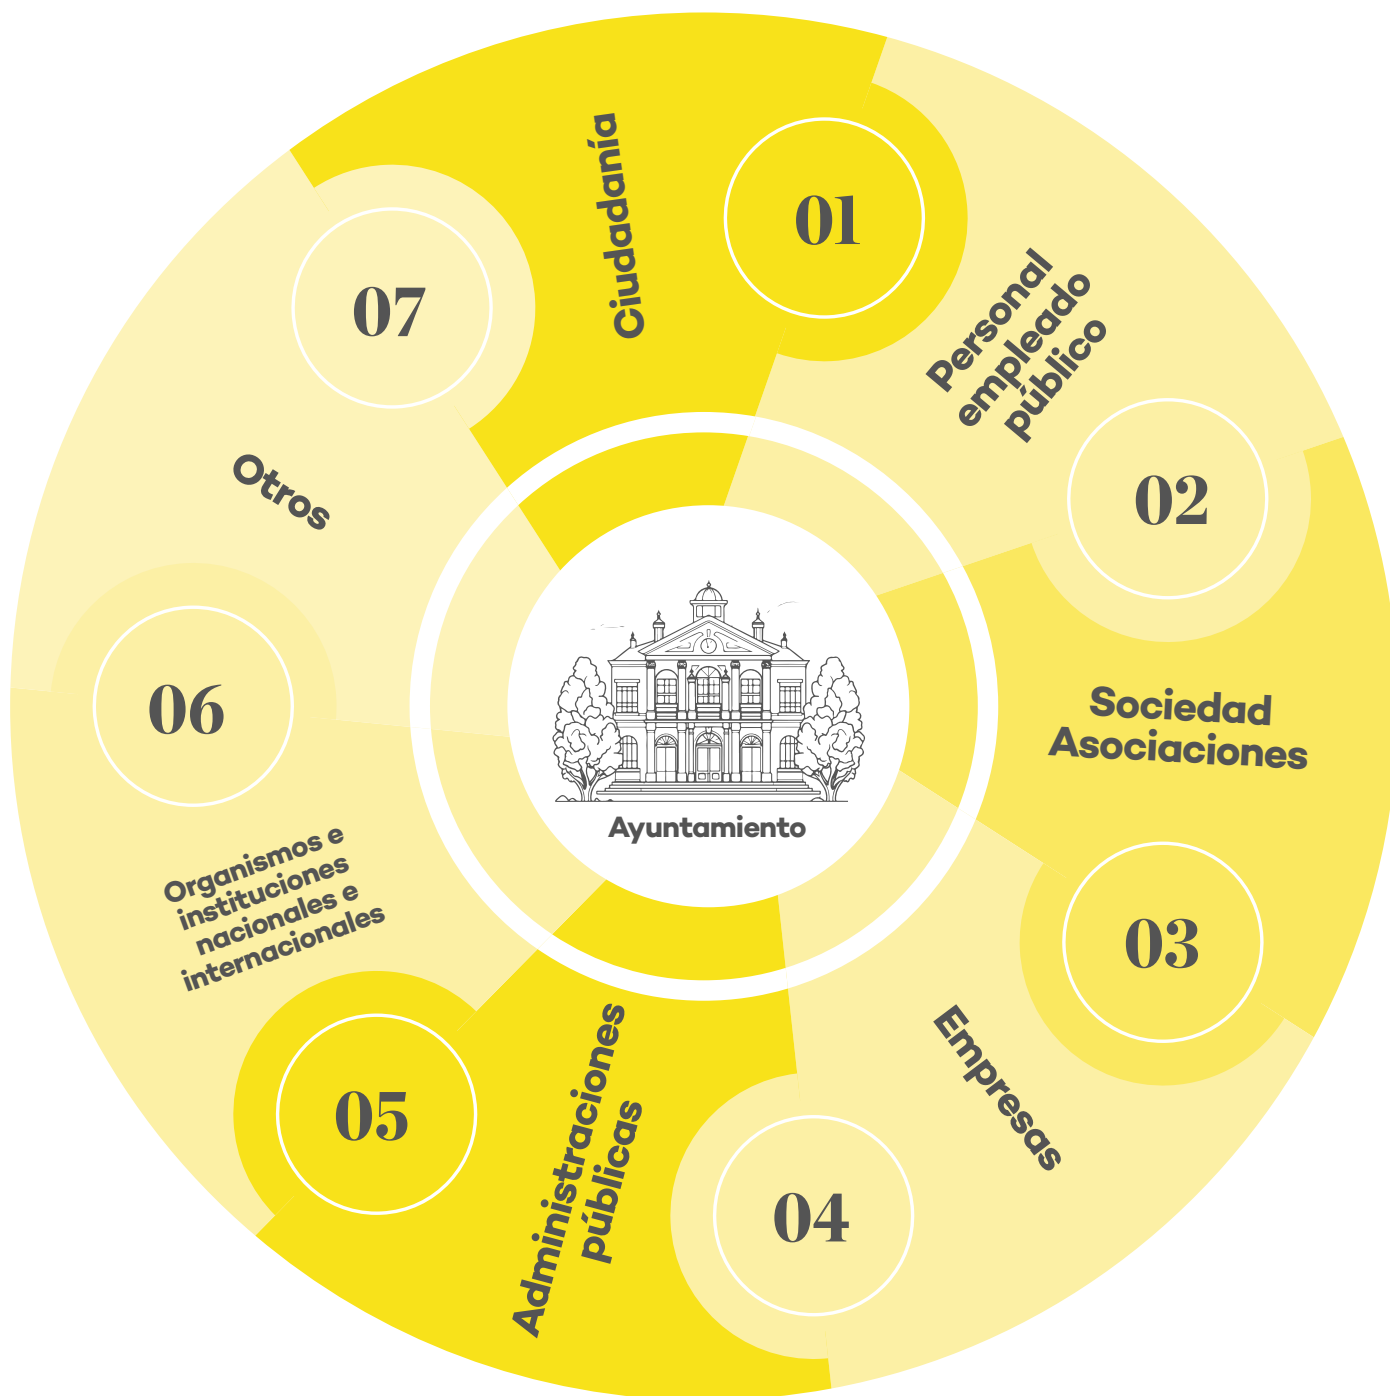 01
Ciudadanía
02
Personal
empleado
público
03
Sociedad
Asociaciones
04
Empresas
05
Administraciones
públicas
06
Organismos e
instituciones
nacionales e
internacionales
07
Otros
Ayuntamiento